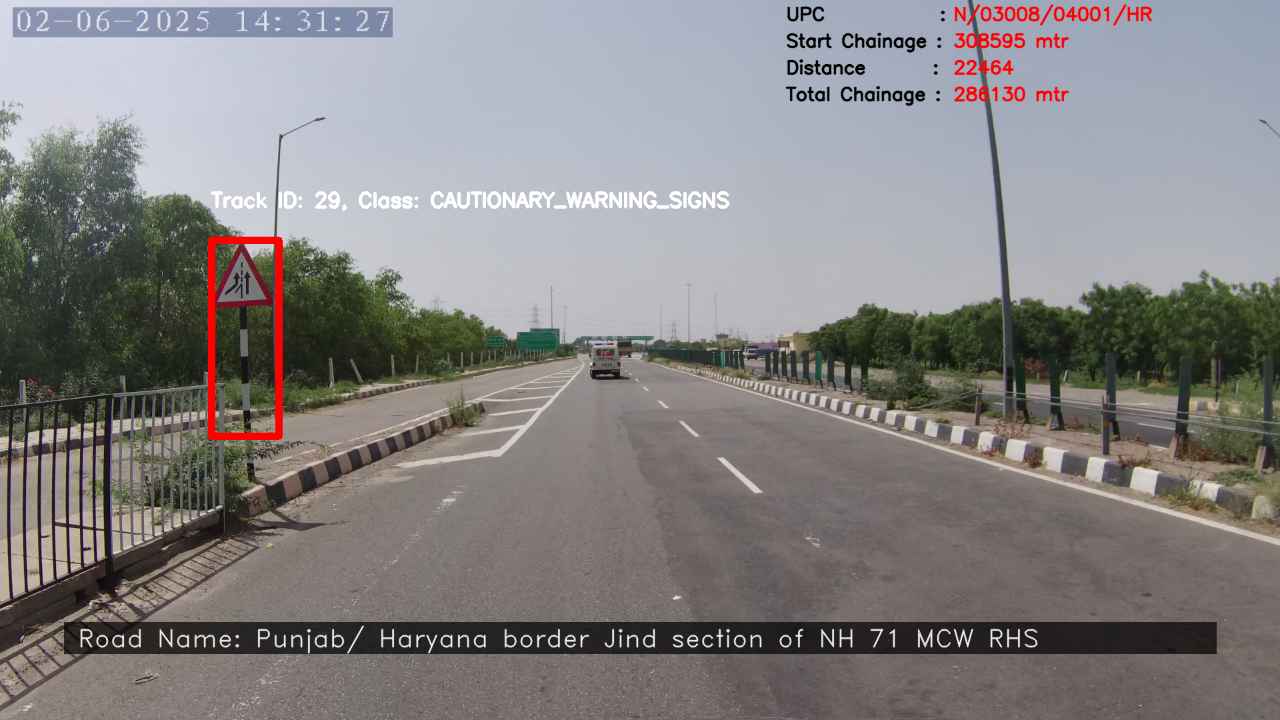 02-06-2025 14:31:27
UPC : N/03008/04001/HR
Start Chainage : 308595 mtr
Distance : 22464
Total Chainage : 286130 mtr
Track ID: 29, Class: CAUTIONARY_WARNING_SIGNS
Road Name: Punjab/ Haryana border Jind section of NH 71 MCW RHS